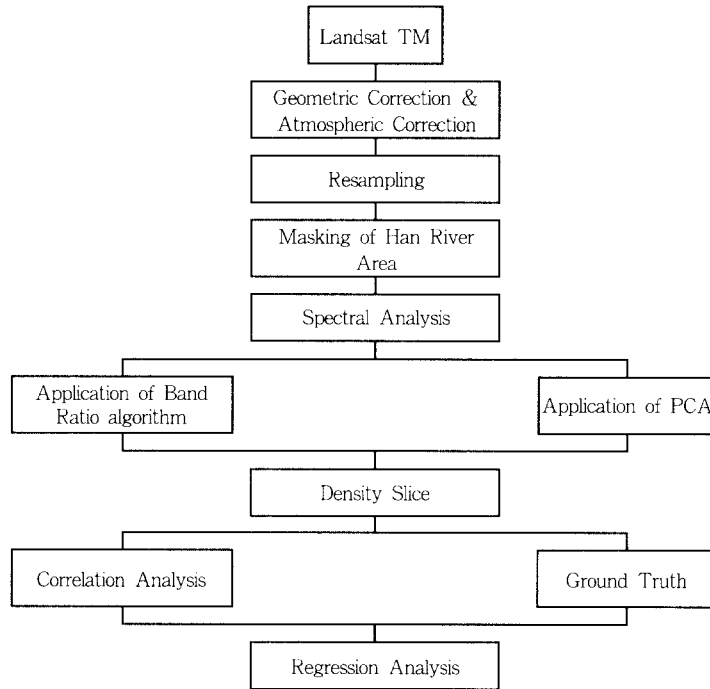 Landsat TM
Geometric Correction &
Atmospheric Correction
Resampling
Masking of Han River
Area
Spectral Analysis
Application of Band
Ratio algorithm
Application of PCA
Density Slice
Correlation Analysis
Ground Truth
Regression Analysis